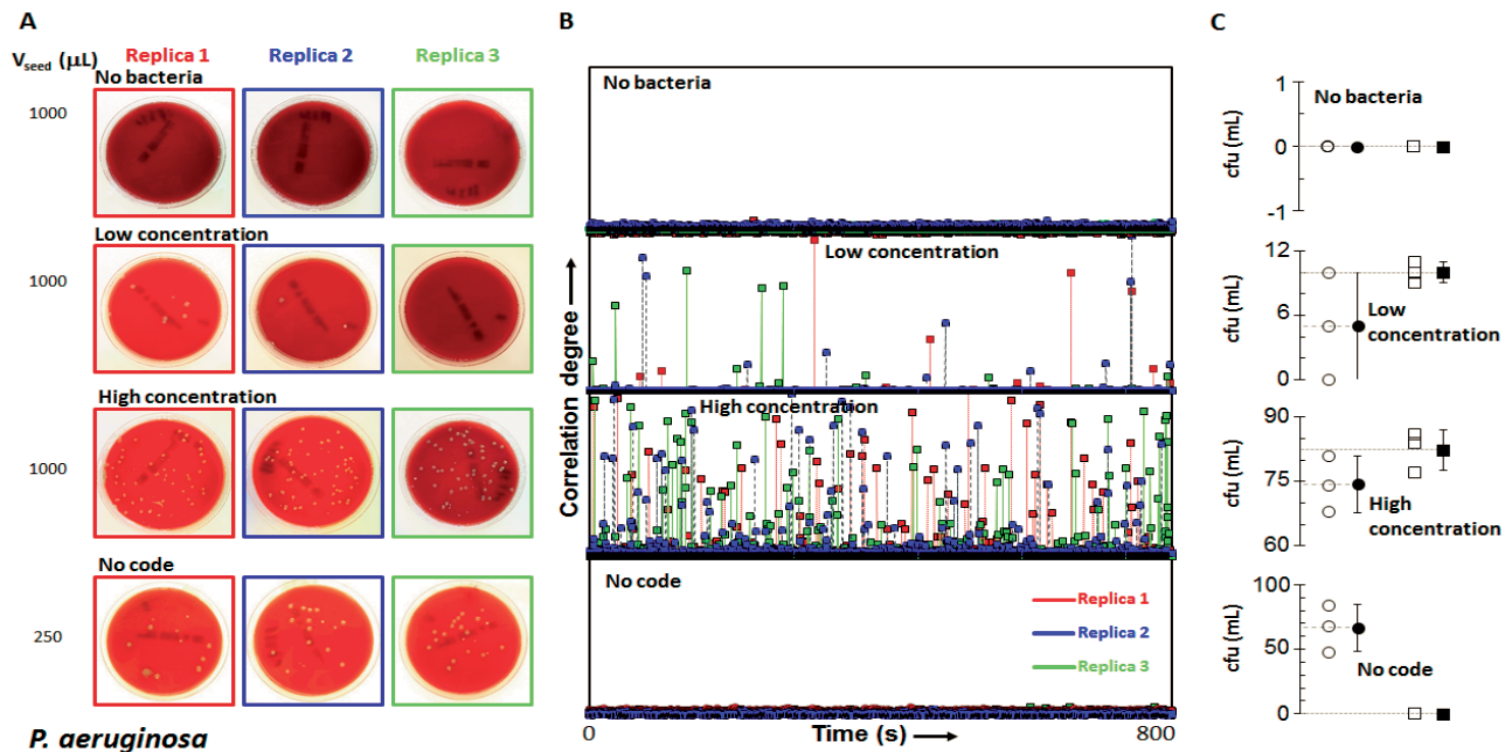 A
V_seed (μL)
Replica 1 Replica 2 Replica 3
No bacteria
1000
Low concentration
1000
High concentration
1000
No code
250
P. aeruginosa
B
No bacteria
Low concentration
High concentration
No code
Replica 1
Replica 2
Replica 3
Correlation degree
0 Time (s) 800
C
No bacteria
cfu (mL)
1
0
-1
Low
concentration
cfu (mL)
12
6
0
High
concentration
cfu (mL)
90
75
60
No code
cfu (mL)
100
50
0